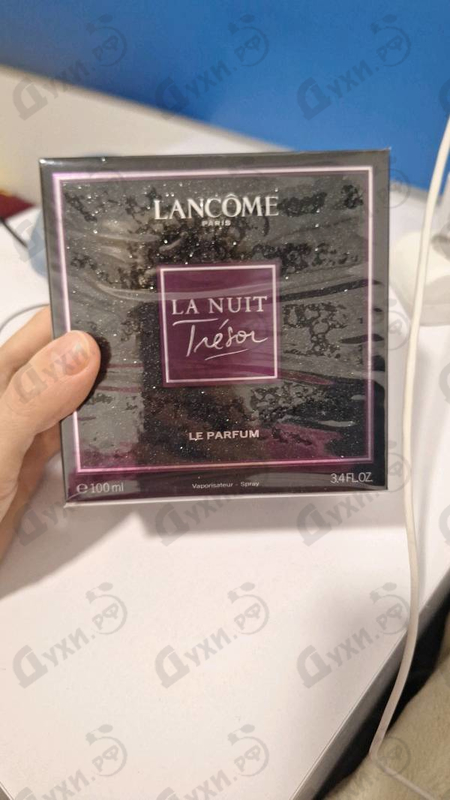 LANCÔME
PARIS
LA NUIT
Trésor
LE PARFUM
e 100 ml
Vaporisateur - Spray
3.4 FL.OZ
Духи.РФ